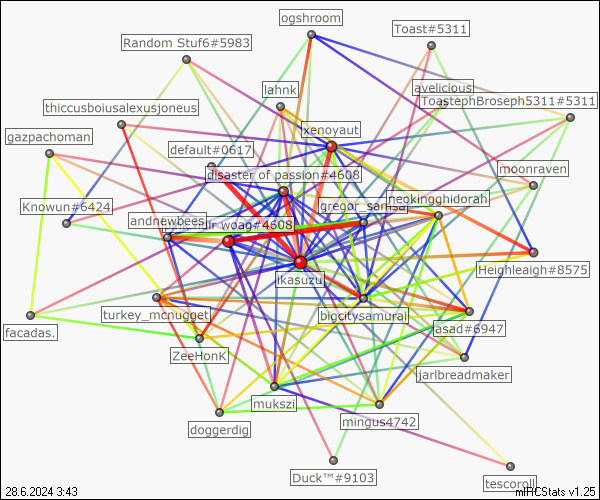 ogshroom
Toast#5311
Random Stuf6#5983
lahnk
avelicious
ToastephBroseph5311#5311
thiccusboiusalexusjoneus
xenoyaut
gazpachoman
default#0617
disaster of passion#4608
moonraven
neokingghidorah
Knowun#6424
gregor_samsa
andnewbees
woag#4608
ikasuzu
Heighleaigh#8575
turkey_mcnugget
bigcitysamurai
asad#6947
facadas.
ZeeHonK
jarlbreadmaker
mukszi
mingus4742
doggerdig
Duck™#9103
tescoroll
28.6.2024 3:43
mIRCStats v1.25